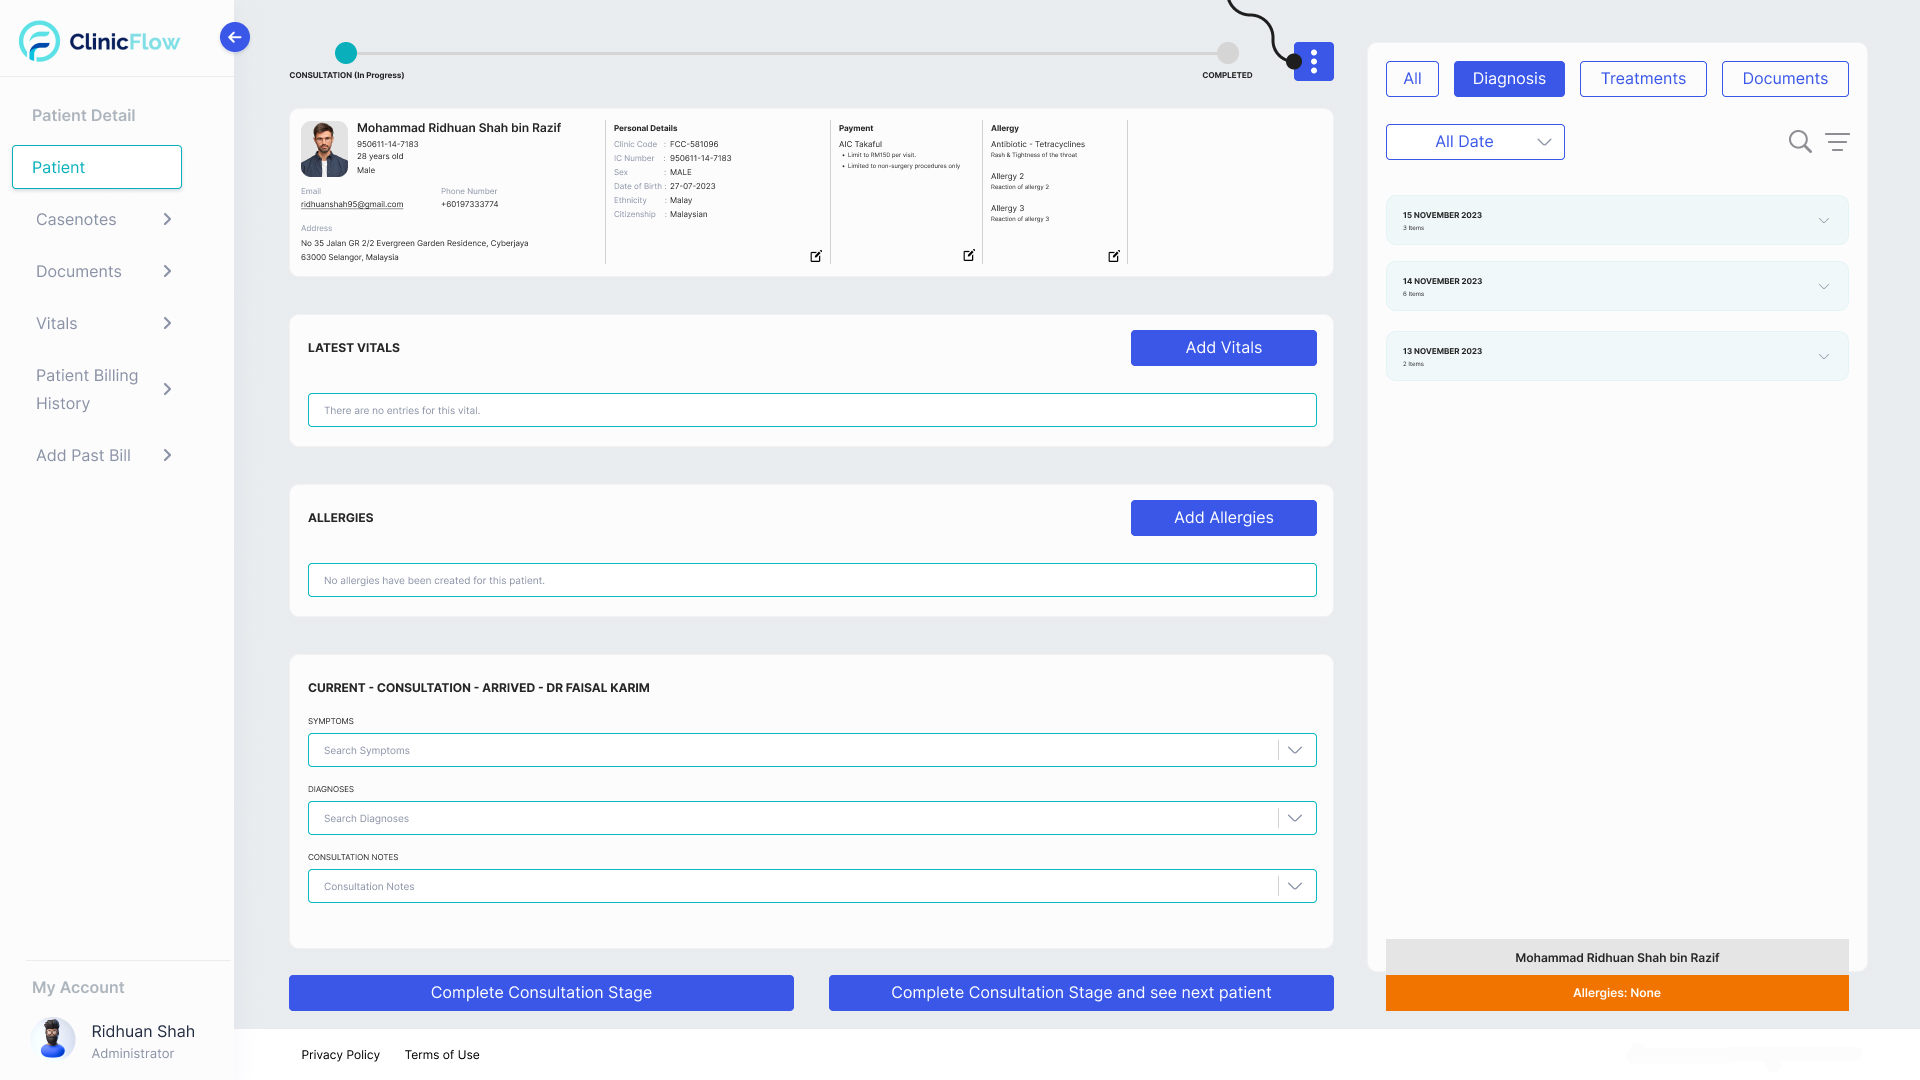 ClinicFlow
Patient Detail
Patient
Casenotes
Documents
Vitals
Patient Billing
History
Add Past Bill
My Account
Ridhuan Shah
Administrator
CONSULTATION (In Progress)
COMPLETED
Mohammad Ridhuan Shah bin Razif
950611-14-7183
28 years old
Male
Email
Phone Number
ridhuanshah95@gmail.com
+60197333774
Address
No 35 Jalan GR 2/2 Evergreen Garden Residence, Cyberjaya
63000 Selangor, Malaysia
Personal Details
Clinic Code : FCC-581096
IC Number : 950611-14-7183
Sex : MALE
Date of Birth : 27-07-2023
Ethnicity : Malay
Citizenship : Malaysian
Payment
AIC Takaful
• Limit to RM150 per visit.
• Limited to non-surgery procedures only
Allergy
Antibiotic - Tetracyclines
Rash & Tightness of the throat
Allergy 2
Reaction of allergy 2
Allergy 3
Reaction of allergy 3
LATEST VITALS
Add Vitals
There are no entries for this vital.
ALLERGIES
Add Allergies
No allergies have been created for this patient.
CURRENT - CONSULTATION - ARRIVED - DR FAISAL KARIM
SYMPTOMS
Search Symptoms
DIAGNOSES
Search Diagnoses
CONSULTATION NOTES
Consultation Notes
Complete Consultation Stage
Complete Consultation Stage and see next patient
All
Diagnosis
Treatments
Documents
All Date
15 NOVEMBER 2023
3 Items
14 NOVEMBER 2023
6 Items
13 NOVEMBER 2023
2 Items
Mohammad Ridhuan Shah bin Razif
Allergies: None
Privacy Policy
Terms of Use